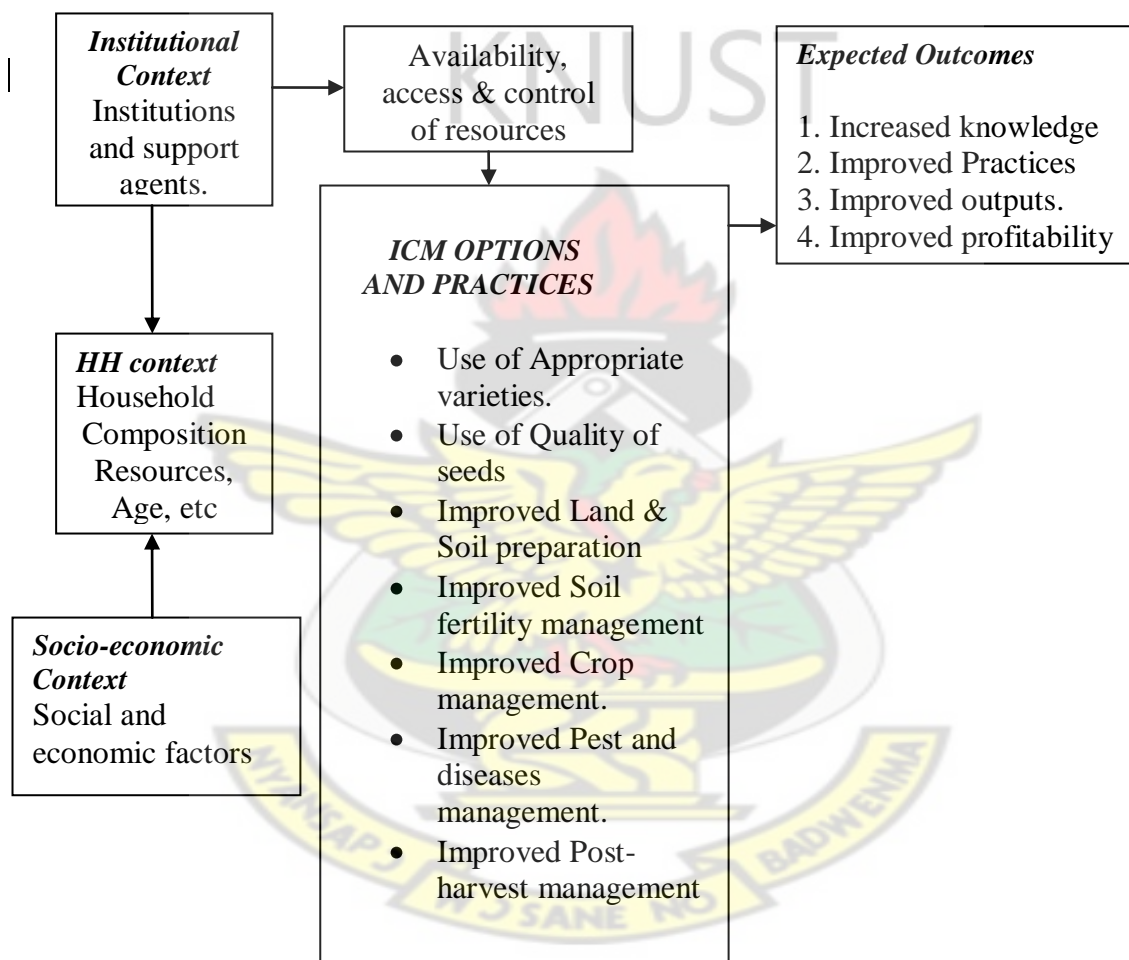 KNUST
Institutional
Context
Institutions
and support
agents.
Availability,
access & control
of resources
Expected Outcomes
1. Increased knowledge
2. Improved Practices
3. Improved outputs.
4. Improved profitability
ICM OPTIONS
AND PRACTICES
• Use of Appropriate
varieties.
• Use of Quality of
seeds
• Improved Land &
Soil preparation
• Improved Soil
fertility management
• Improved Crop
management.
• Improved Pest and
diseases
management.
• Improved Post-
harvest management
HH context
Household
Composition
Resources,
Age, etc
Socio-economic
Context
Social and
economic factors
NYANSAPƆ
WƆSANE NO
BADWENMA